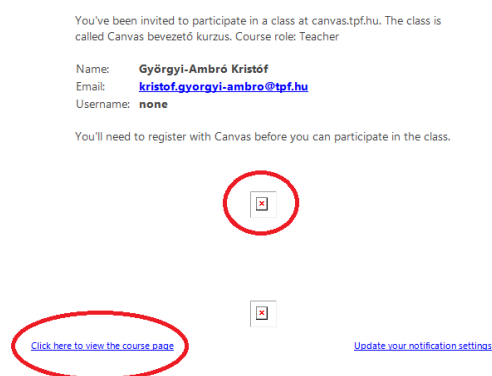 You've been invited to participate in a class at canvas.tpf.hu. The class is
called Canvas bevezető kurzus. Course role: Teacher
Name: Györgyi-Ambró Kristóf
Email: kristof.gyorgyi-ambro@tpf.hu
Username: none
You'll need to register with Canvas before you can participate in the class.
Click here to view the course page
Update your notification settings